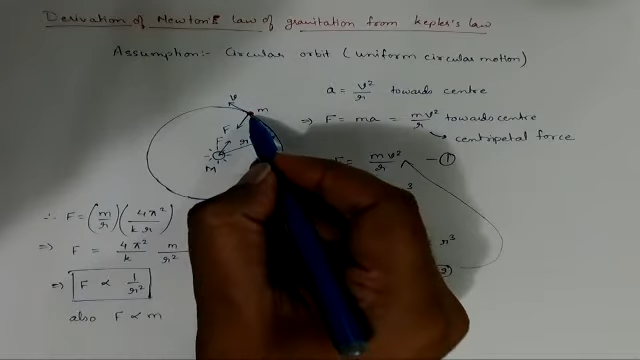 Derivation of Newton's law of gravitation from kepler's law
Assumption:- Circular orbit (uniform circular motion)
a = v²/r towards centre
⇒ F = ma = mv²/r towards centre
centripetal force
F = mv²/r —①
v
m
F
F
r
M
3
r³
∴ F = (m/r)(4π²/k r)
⇒ F = 4π²/k m/r²
⇒ F ∝ 1/r²
also F ∝ m